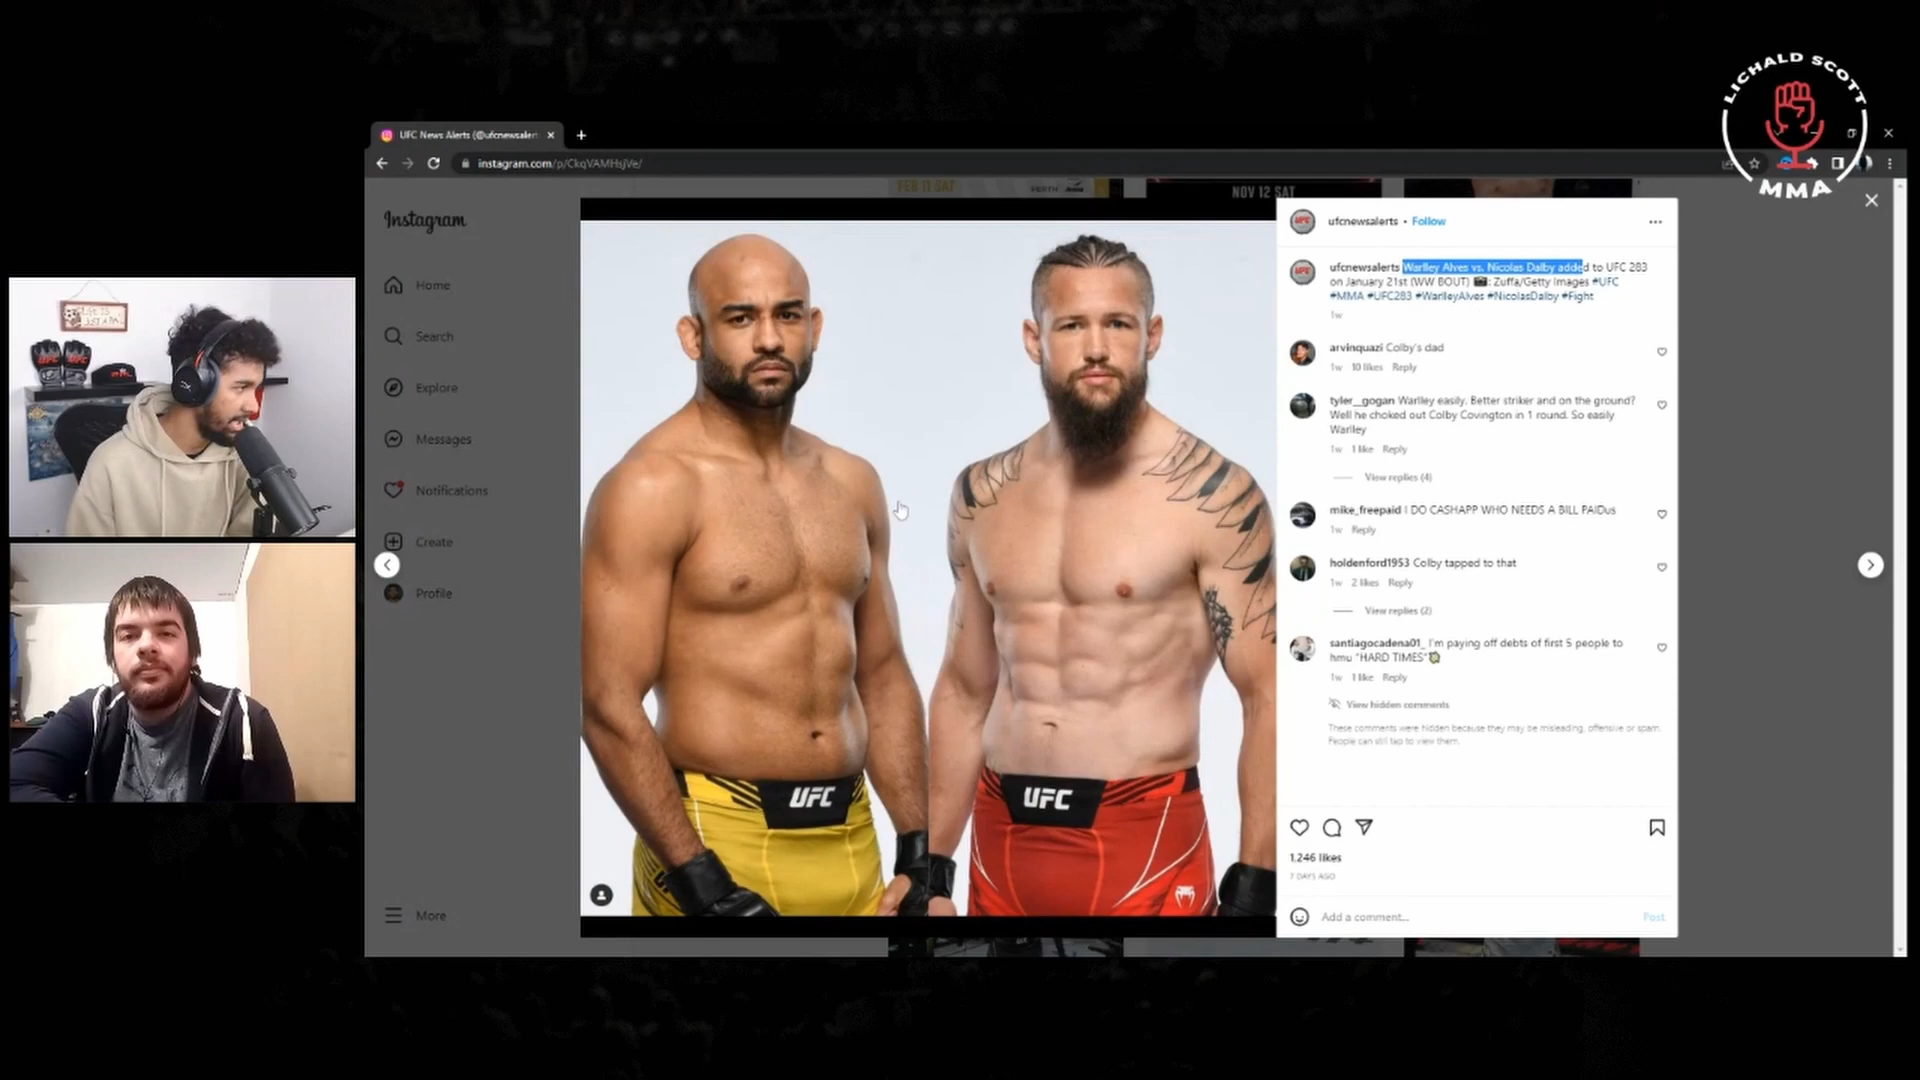 LICHALD SCOTT
MMA
UFC News Alerts (@ufcnewsalert
instagram.com/p/CkqVAMHsjVe/
FEB 11 SAT
PERTH
NOV 12 SAT
Instagram
Home
Search
Explore
Messages
Notifications
Create
Profile
More
UFC
UFC
ufcnewsalerts • Follow
ufcnewsalerts Warlley Alves vs. Nicolas Dalby added to UFC 283
on January 21st (WW BOUT) 📷: Zuffa/Getty Images #UFC
#MMA #UFC283 #WarlleyAlves #NicolasDalby #Fight
1w
arvinquazi Colby's dad
1w 10 likes Reply
tyler__gogan Warlley easily. Better striker and on the ground?
Well he choked out Colby Covington in 1 round. So easily
Warlley
1w 1 like Reply
View replies (4)
mike_freepaid I DO CASHAPP WHO NEEDS A BILL PAIDus
1w Reply
holdenford1953 Colby tapped to that
1w 2 likes Reply
View replies (2)
santiagocadena01_ I'm paying off debts of first 5 people to
hmu "HARD TIMES"
1w 1 like Reply
View hidden comments
These comments were hidden because they may be misleading, offensive or spam.
People can still tap to view them.
1,246 likes
7 DAYS AGO
Add a comment...
Post